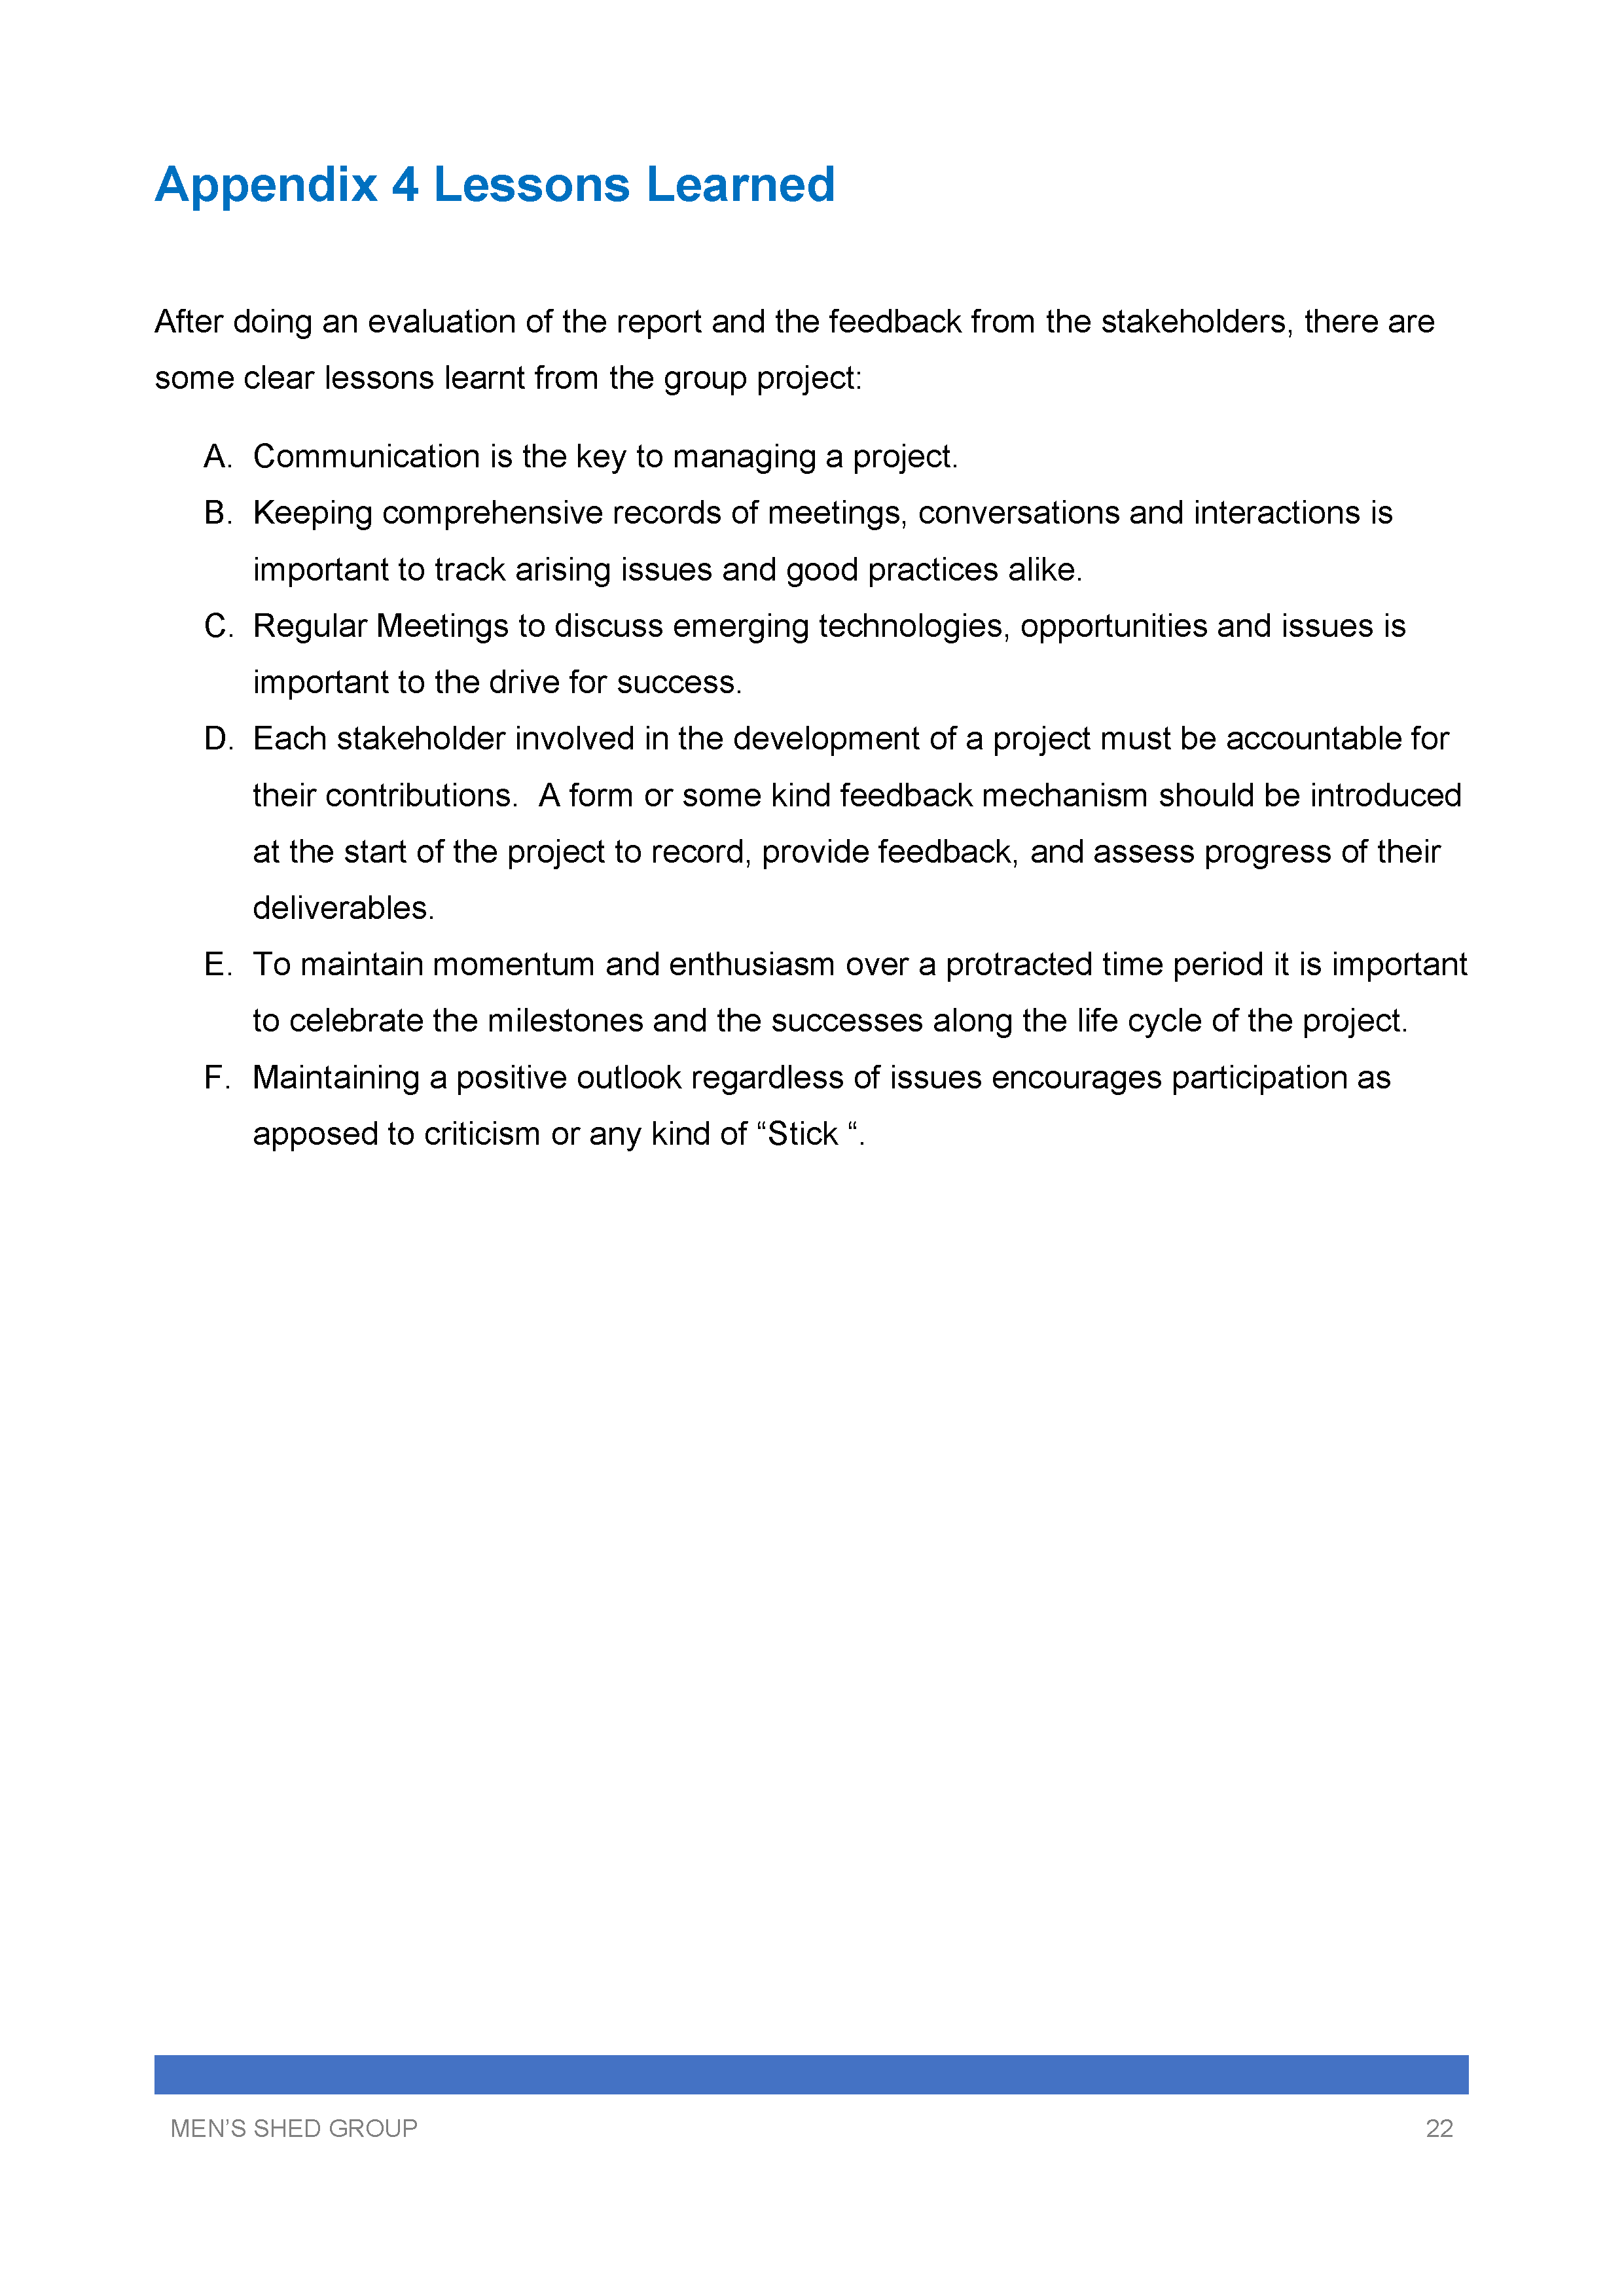 Appendix 4 Lessons Learned
After doing an evaluation of the report and the feedback from the stakeholders, there are
some clear lessons learnt from the group project:
A. Communication is the key to managing a project.
B. Keeping comprehensive records of meetings, conversations and interactions is
important to track arising issues and good practices alike.
C. Regular Meetings to discuss emerging technologies, opportunities and issues is
important to the drive for success.
D. Each stakeholder involved in the development of a project must be accountable for
their contributions.  A form or some kind feedback mechanism should be introduced
at the start of the project to record, provide feedback, and assess progress of their
deliverables.
E. To maintain momentum and enthusiasm over a protracted time period it is important
to celebrate the milestones and the successes along the life cycle of the project.
F. Maintaining a positive outlook regardless of issues encourages participation as
apposed to criticism or any kind of “Stick “.
MEN’S SHED GROUP 22